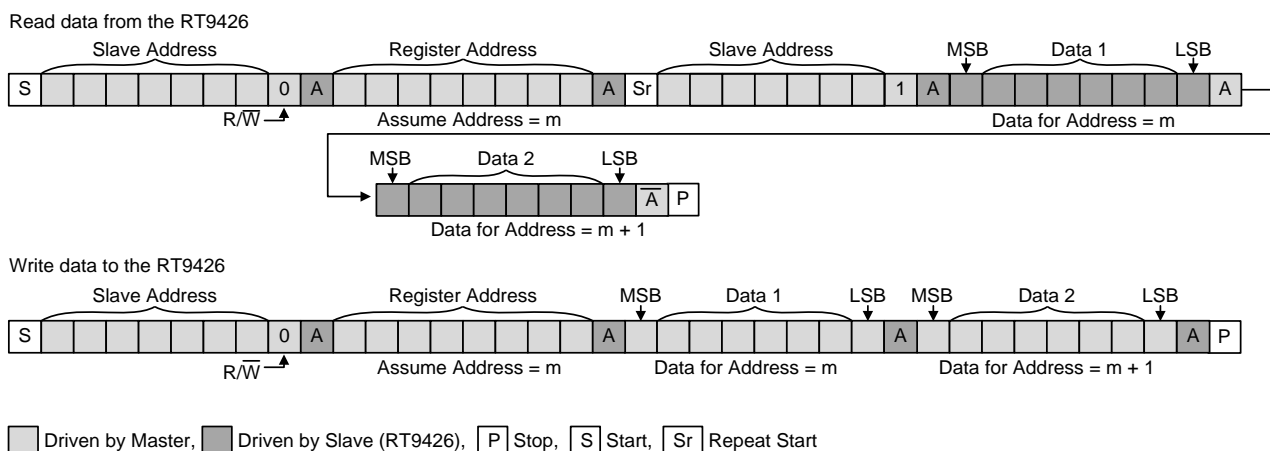 Read data from the RT9426
Slave Address Register Address Slave Address MSB Data 1 LSB
S 0 A A Sr 1 A A
R/W̅ Assume Address = m Data for Address = m
MSB Data 2 LSB
A̅ P
Data for Address = m + 1
Write data to the RT9426
Slave Address Register Address MSB Data 1 LSB MSB Data 2 LSB
S 0 A A A A P
R/W̅ Assume Address = m Data for Address = m Data for Address = m + 1
Driven by Master, Driven by Slave (RT9426), P Stop, S Start, Sr Repeat Start